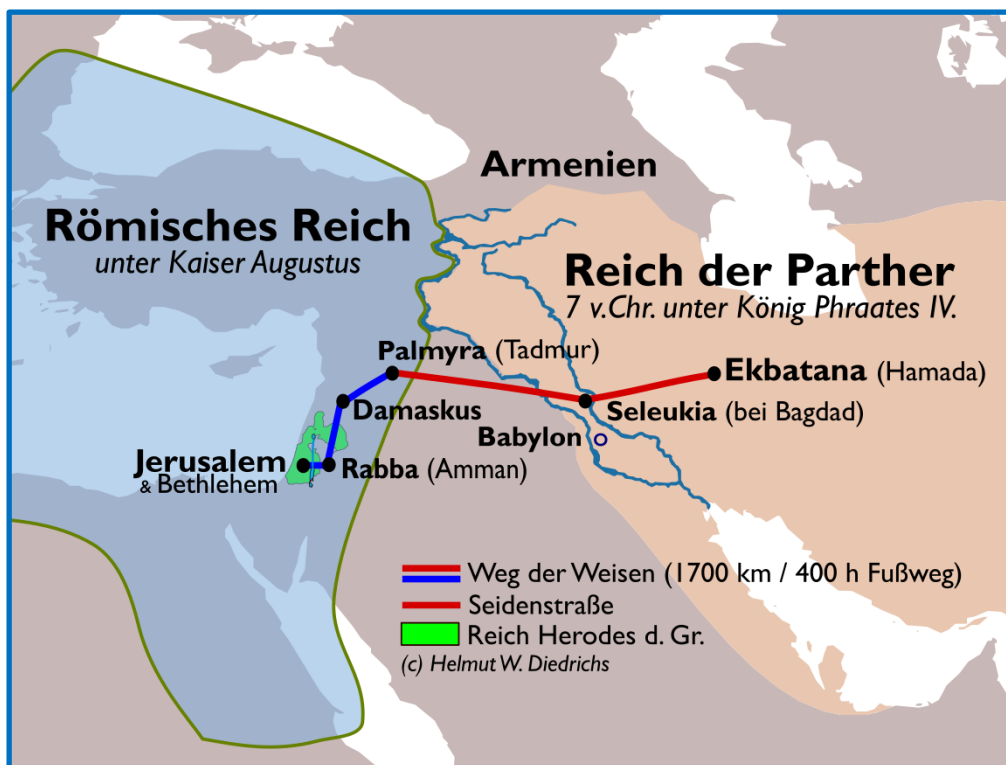 Armenien
Römisches Reich
unter Kaiser Augustus
Reich der Parther
7 v.Chr. unter König Phraates IV.
Palmyra (Tadmur)
Ekbatana (Hamada)
Damaskus
Seleukia (bei Bagdad)
Babylon
Jerusalem
& Bethlehem
Rabba (Amman)
Weg der Weisen (1700 km / 400 h Fußweg)
Seidenstraße
Reich Herodes d. Gr.
(c) Helmut W. Diedrichs